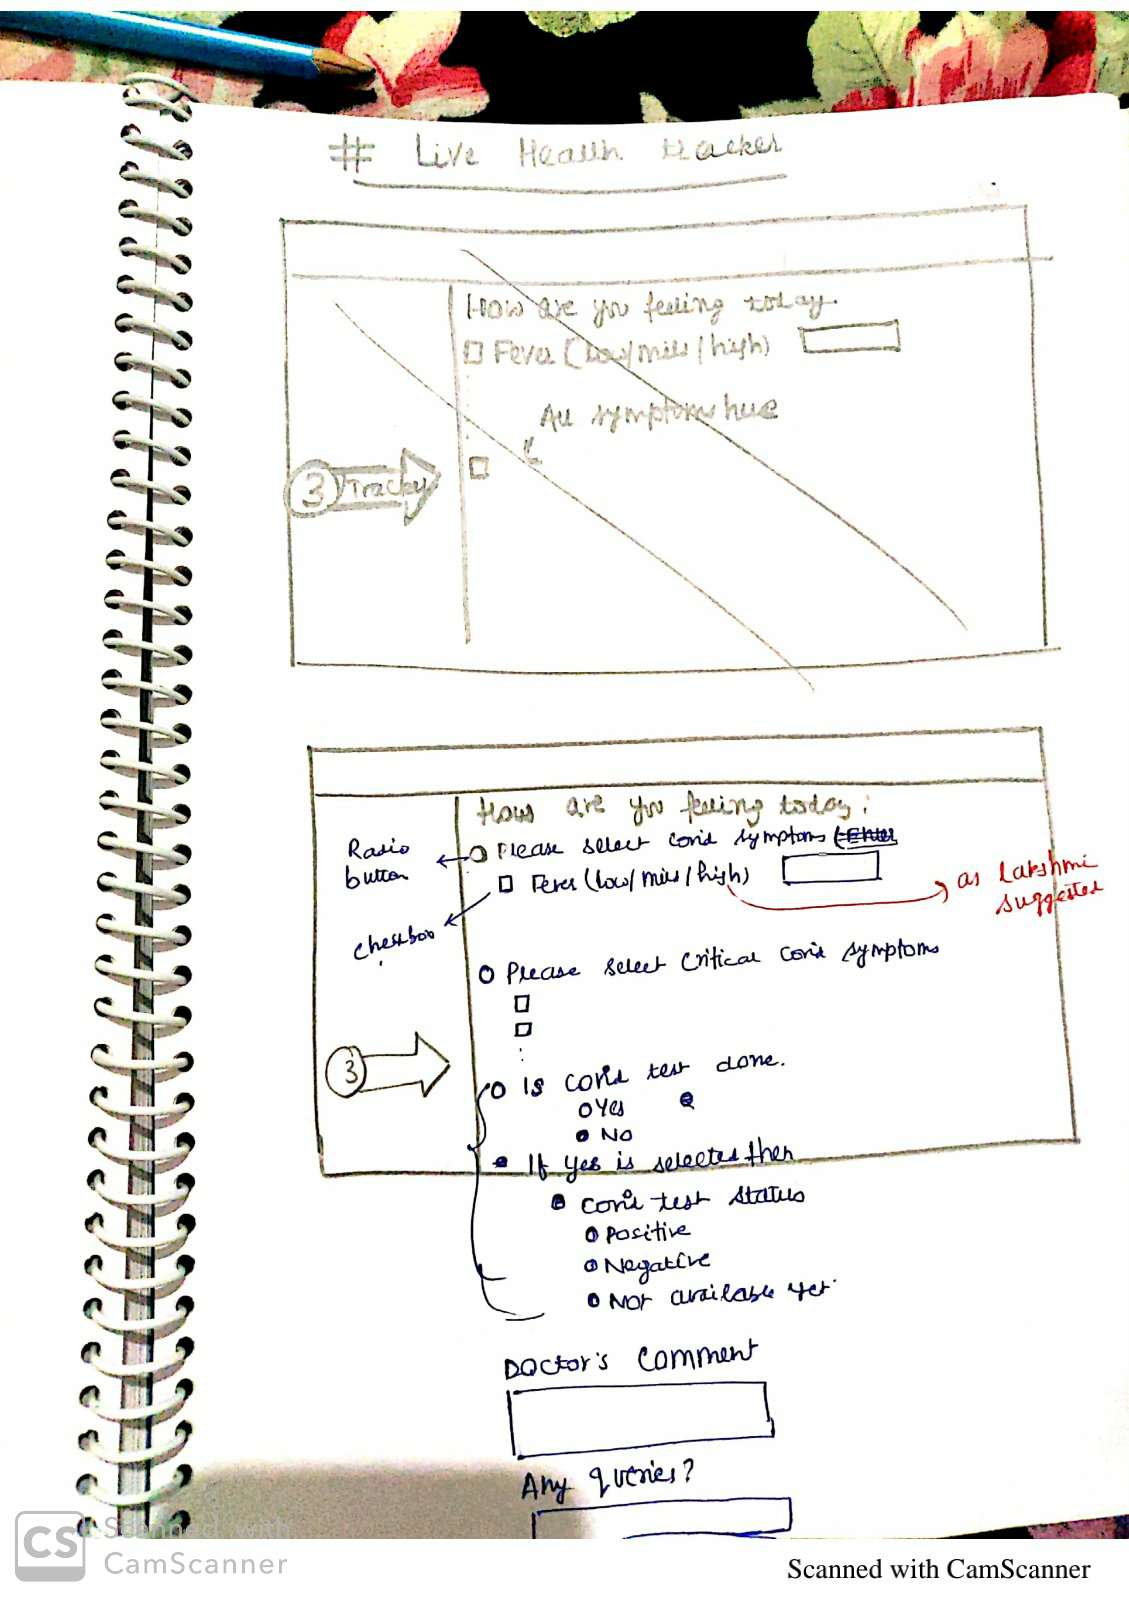 # Live Health tracker
How are you feeling today.
Fever (low/mild/high)
All symptoms here
3 Tracky
How are you feeling today:
Radio button
Please select covid symptoms
Fever (low/mild/high)
as Lakshmi suggested
checkbox
Please select critical covid symptoms
3
Is covid test done.
Yes
No
If yes is selected then
covid test status
Positive
Negative
Not available yet
Doctor's comment
Any queries?
CS Scanned with
CamScanner
Scanned with CamScanner